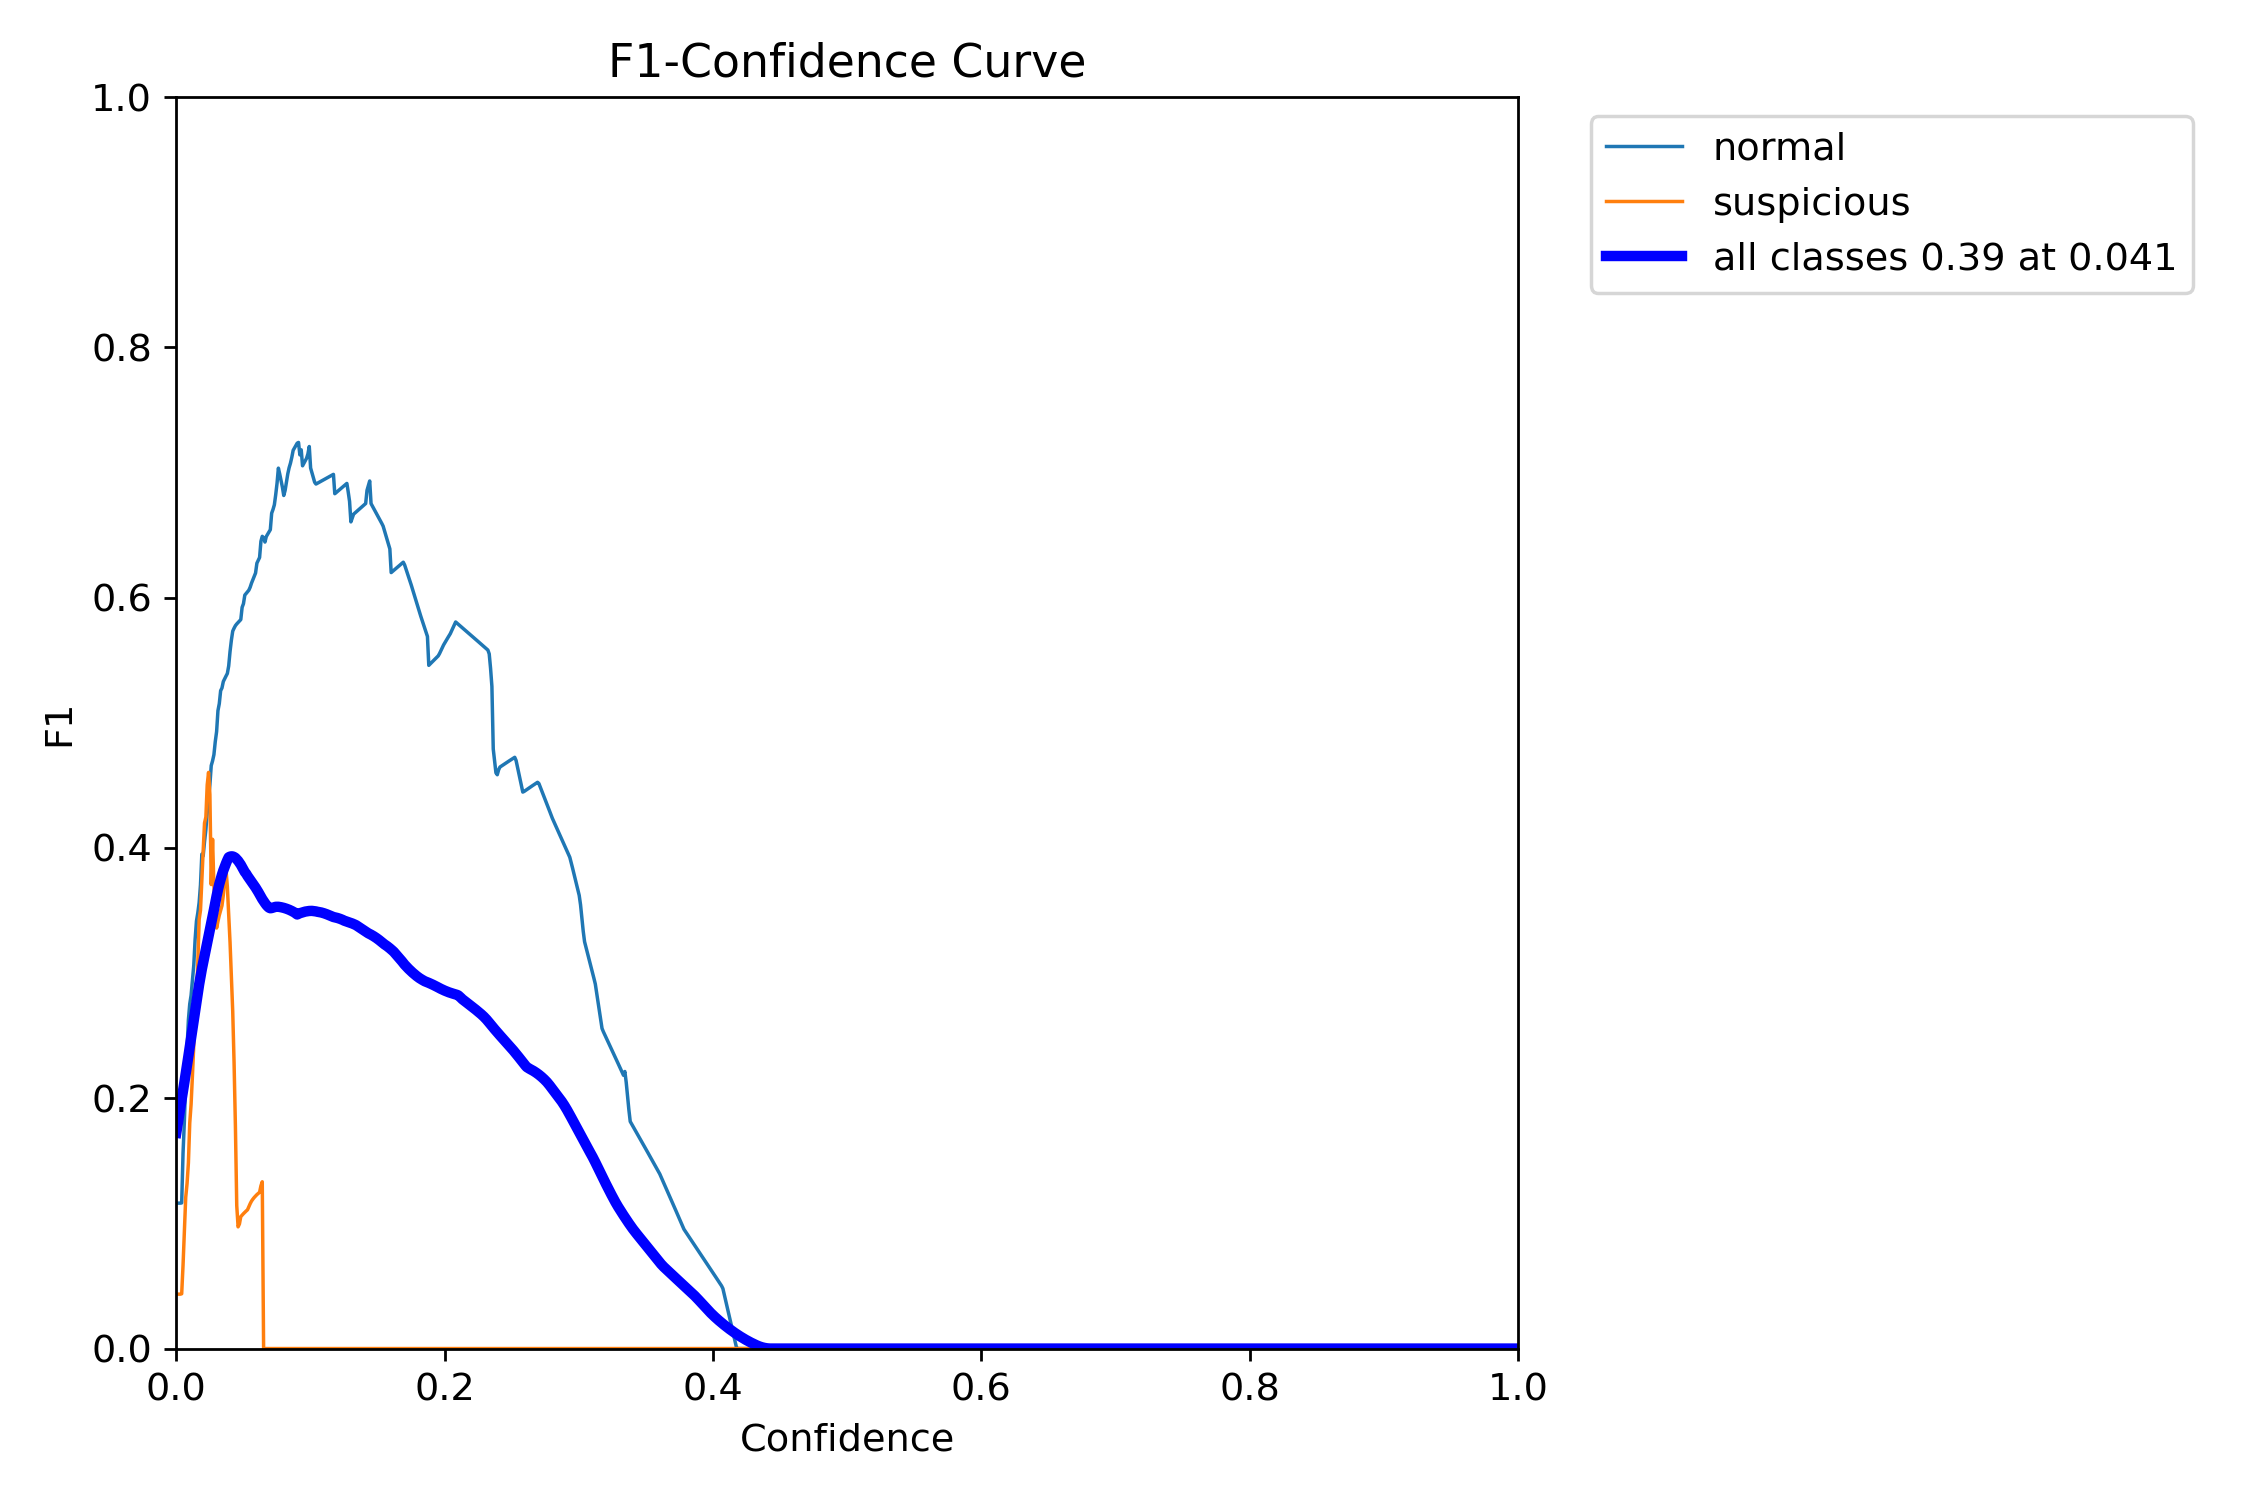 F1-Confidence Curve
normal
suspicious
all classes 0.39 at 0.041
F1
1.0
0.8
0.6
0.4
0.2
0.0
0.0 0.2 0.4 0.6 0.8 1.0
Confidence